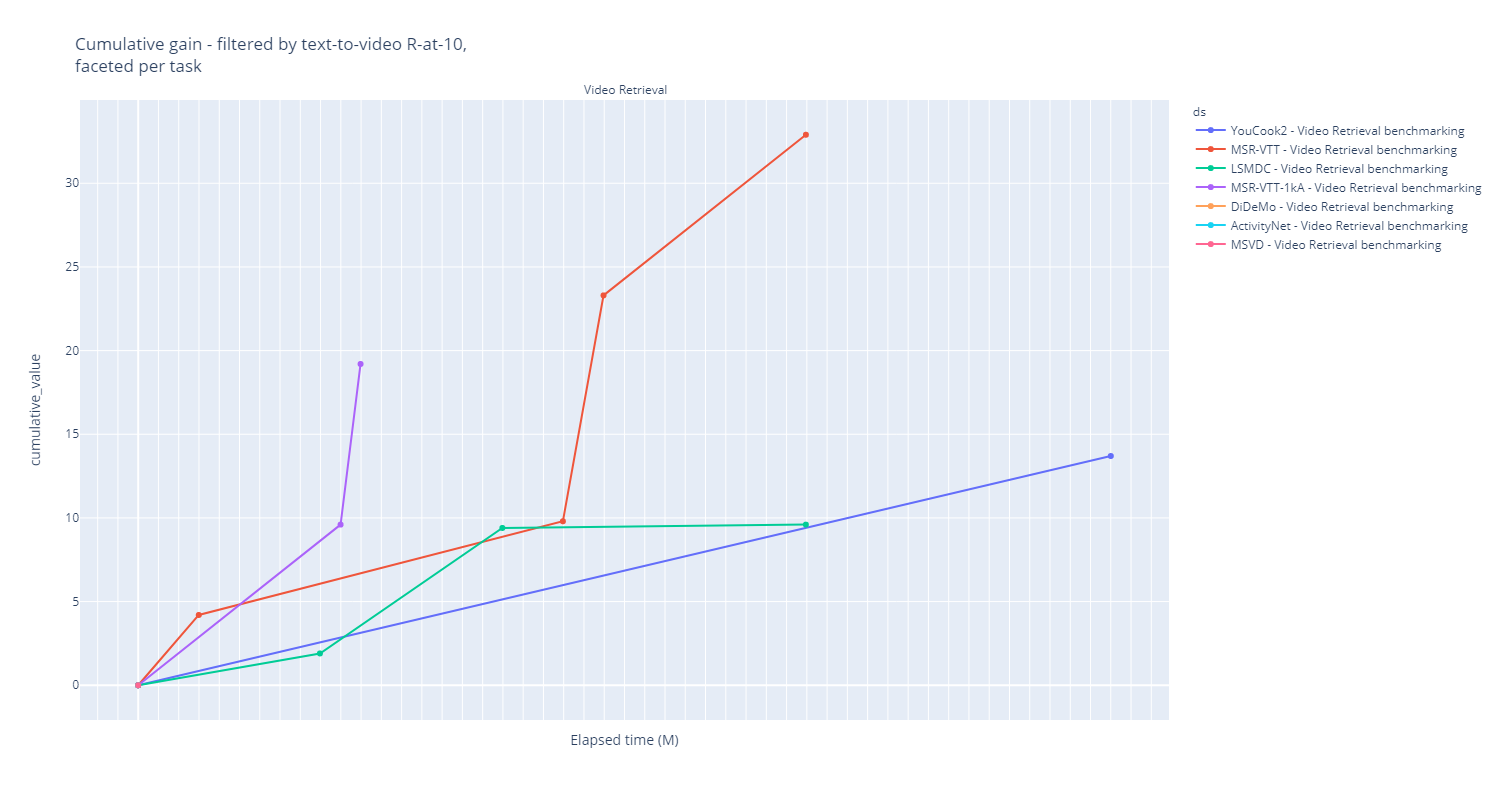 Cumulative gain - filtered by text-to-video R-at-10,
faceted per task
Video Retrieval
ds
YouCook2 - Video Retrieval benchmarking
MSR-VTT - Video Retrieval benchmarking
LSMDC - Video Retrieval benchmarking
MSR-VTT-1kA - Video Retrieval benchmarking
DiDeMo - Video Retrieval benchmarking
ActivityNet - Video Retrieval benchmarking
MSVD - Video Retrieval benchmarking
cumulative_value
30
25
20
15
10
5
0
Elapsed time (M)